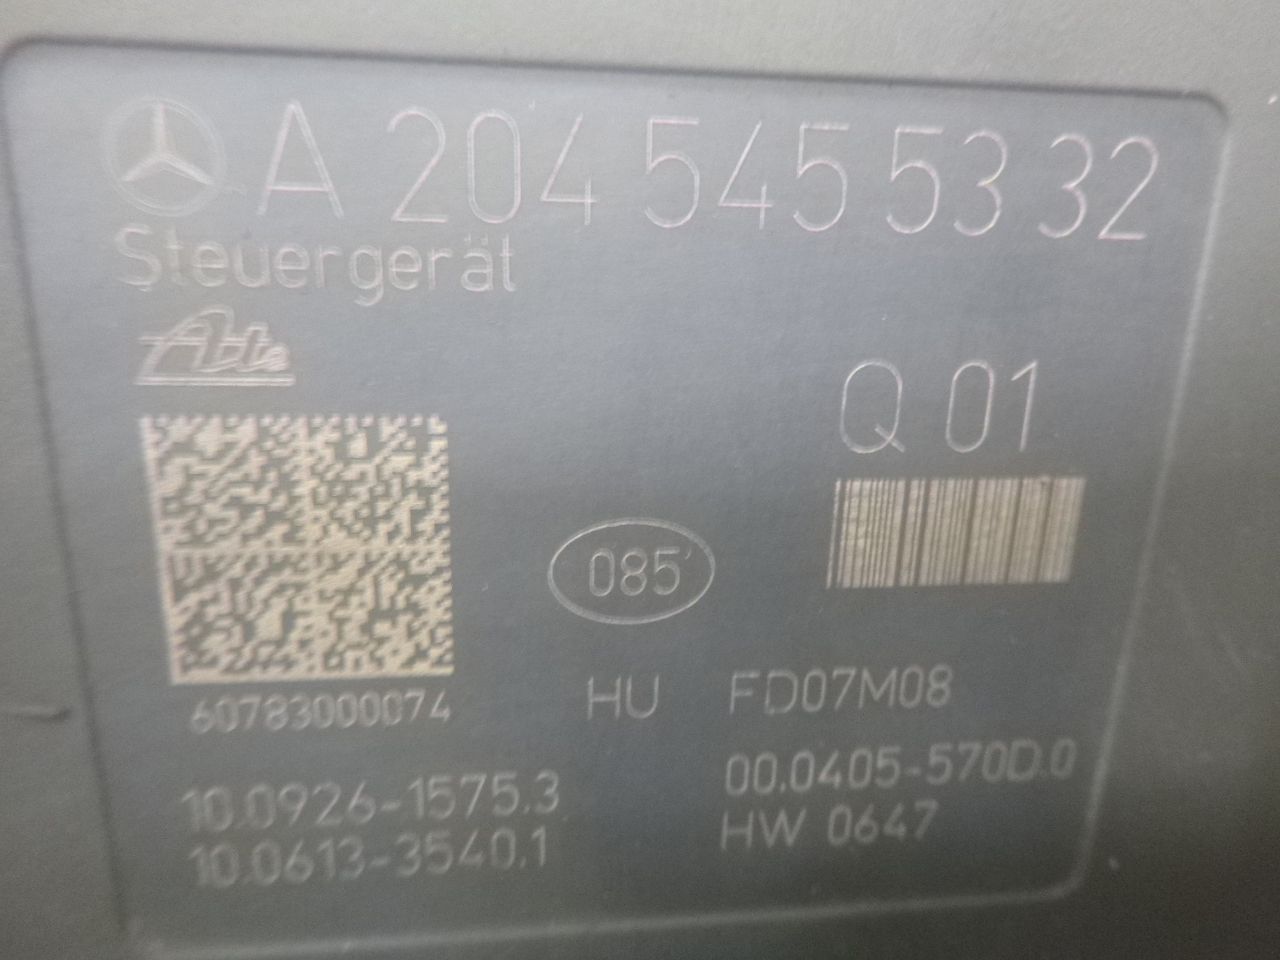 A 204 545 53 32
Steuergerät
Ate
Q 01
085
60783000074
HU FD07M08
10.0926-1575.3
00.0405-570D.0
10.0613-3540.1
HW 0647